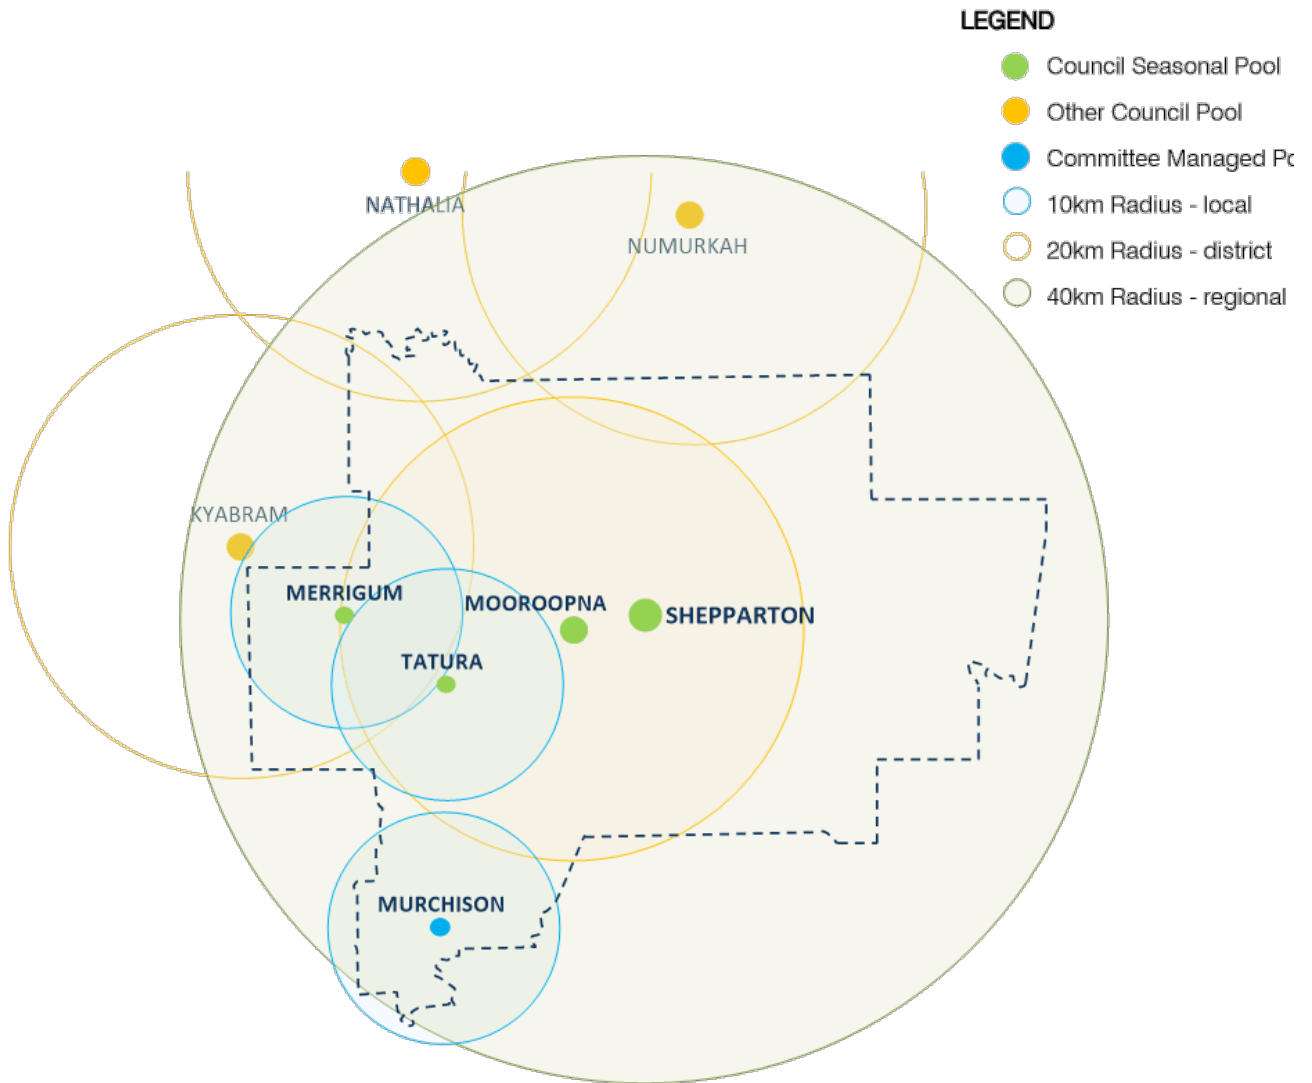 LEGEND
Council Seasonal Pool
Other Council Pool
Committee Managed
10km Radius - local
20km Radius - district
40km Radius - regional
NATHALIA
NUMURKAH
KYABRAM
MERRIGUM
MOOROOPNA
SHEPPARTON
TATURA
MURCHISON